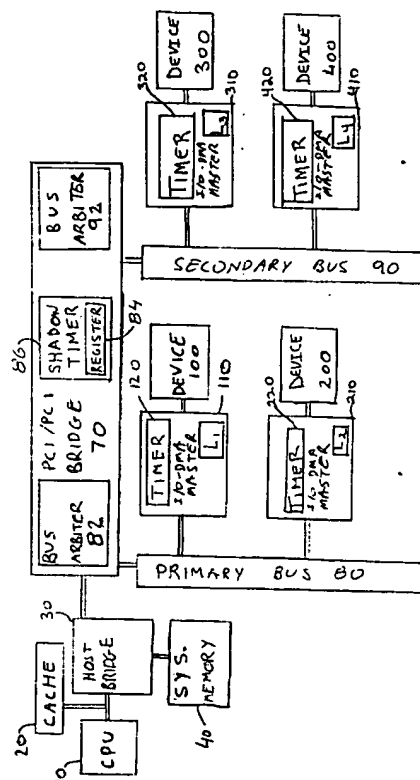 BUS
ARBITER
82
PCI/PCI
BRIDGE
70
86
SHADOW
TIMER
REGISTER
84
BUS
ARBITER
92
20
CACHE
30
HOST
BRIDGE
0
CPU
SYS.
MEMORY
40
PRIMARY BUS 80
120
TIMER
I/O-DMA
MASTER
L1
110
DEVICE
100
220
TIMER
I/O DMA
MASTER
L2
210
DEVICE
200
SECONDARY BUS 90
320
TIMER
I/O-DMA
MASTER
L3
310
DEVICE
300
420
TIMER
I/O-DMA
MASTER
L4
410
DEVICE
400